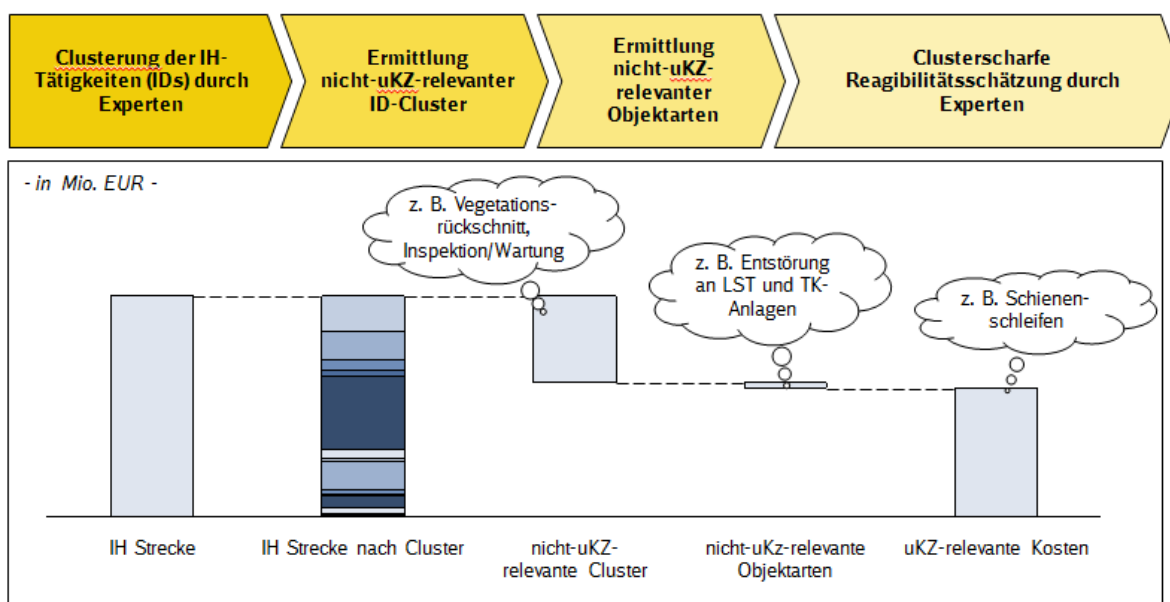 Clusterung der IH-
Tätigkeiten (IDs) durch
Experten
Ermittlung
nicht-uKZ-relevanter
ID-Cluster
Ermittlung
nicht-uKZ-
relevanter
Objektarten
Clusterscharfe
Reagibilitätsschätzung durch
Experten
- in Mio. EUR -
z. B. Vegetations-
rückschnitt,
Inspektion/Wartung
z. B. Entstörung
an LST und TK-
Anlagen
z. B. Schienen-
schleifen
IH Strecke
IH Strecke nach Cluster
nicht-uKZ-
relevante Cluster
nicht-uKz-relevante
Objektarten
uKZ-relevante Kosten